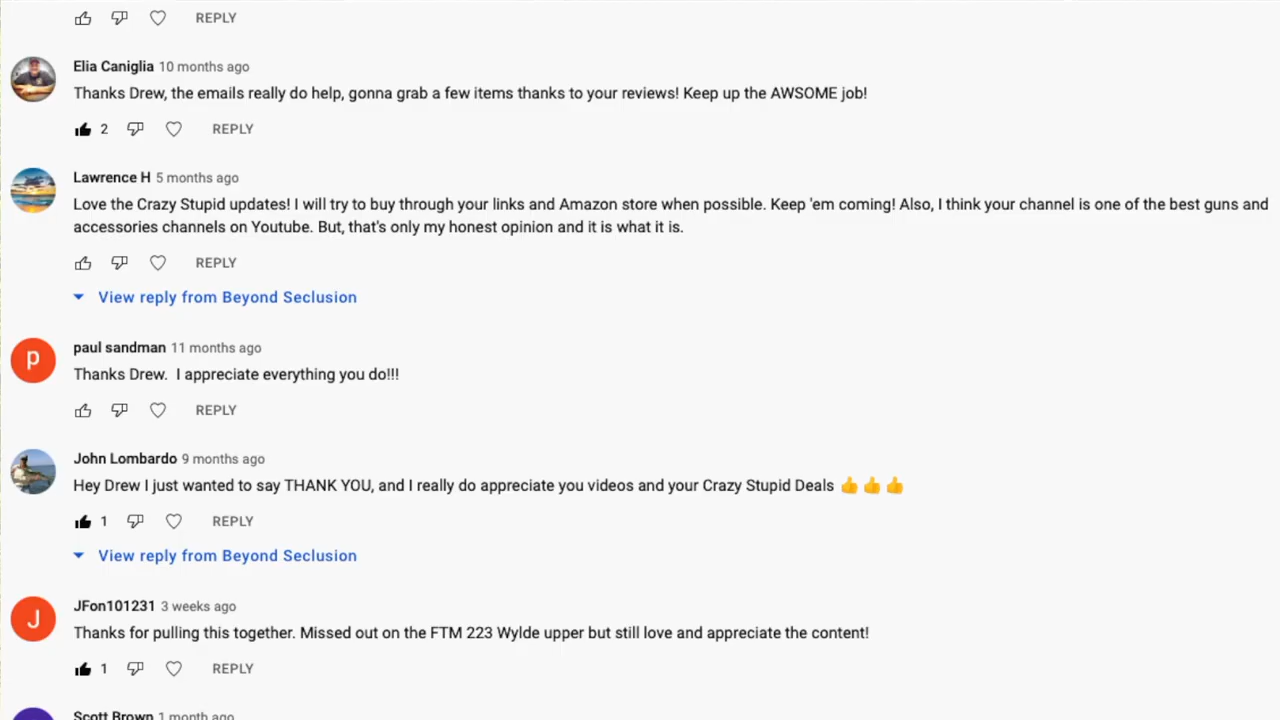 REPLY
Elia Caniglia 10 months ago
Thanks Drew, the emails really do help, gonna grab a few items thanks to your reviews! Keep up the AWSOME job!
2 REPLY
Lawrence H 5 months ago
Love the Crazy Stupid updates! I will try to buy through your links and Amazon store when possible. Keep 'em coming! Also, I think your channel is one of the best guns and
accessories channels on Youtube. But, that's only my honest opinion and it is what it is.
REPLY
View reply from Beyond Seclusion
P
paul sandman 11 months ago
Thanks Drew.  I appreciate everything you do!!!
REPLY
John Lombardo 9 months ago
Hey Drew I just wanted to say THANK YOU, and I really do appreciate you videos and your Crazy Stupid Deals 👍 👍 👍
1 REPLY
View reply from Beyond Seclusion
J
JFon101231 3 weeks ago
Thanks for pulling this together. Missed out on the FTM 223 Wylde upper but still love and appreciate the content!
1 REPLY
Scott Brown 1 month ago